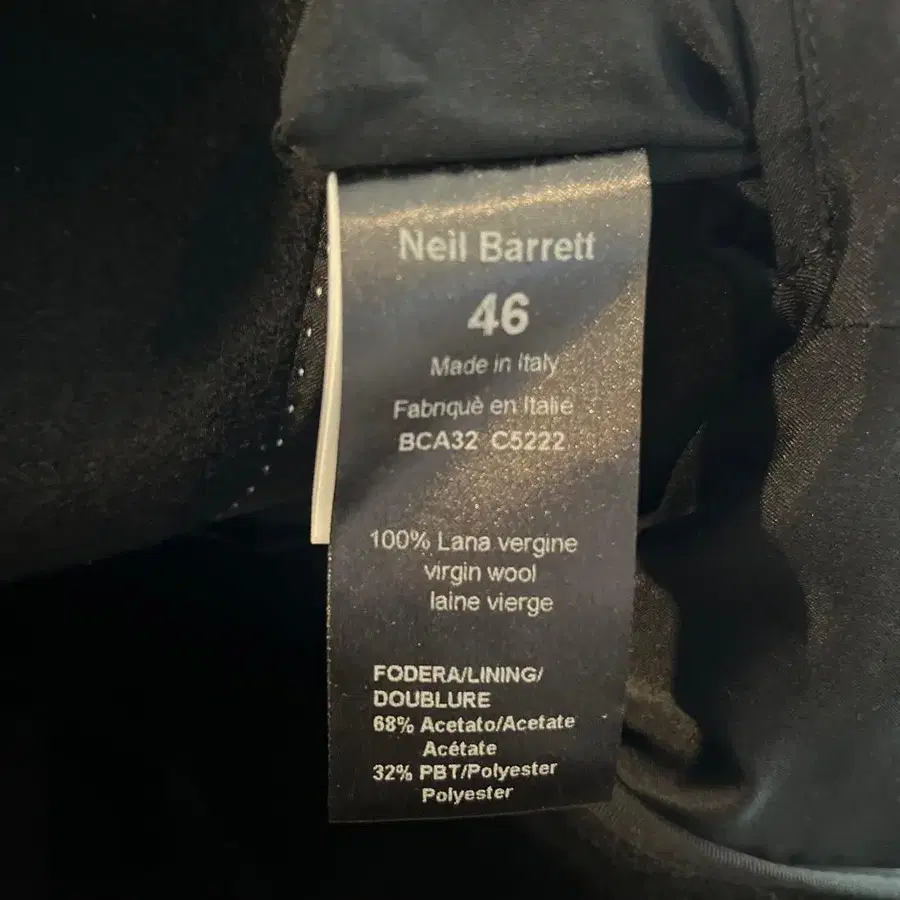 Neil Barrett
46
Made in Italy
Fabriquè en Italie
BCA32 C5222
100% Lana vergine
virgin wool
laine vierge
FODERA/LINING/
DOUBLURE
68% Acetato/Acetate
Acétate
32% PBT/Polyester
Polyester